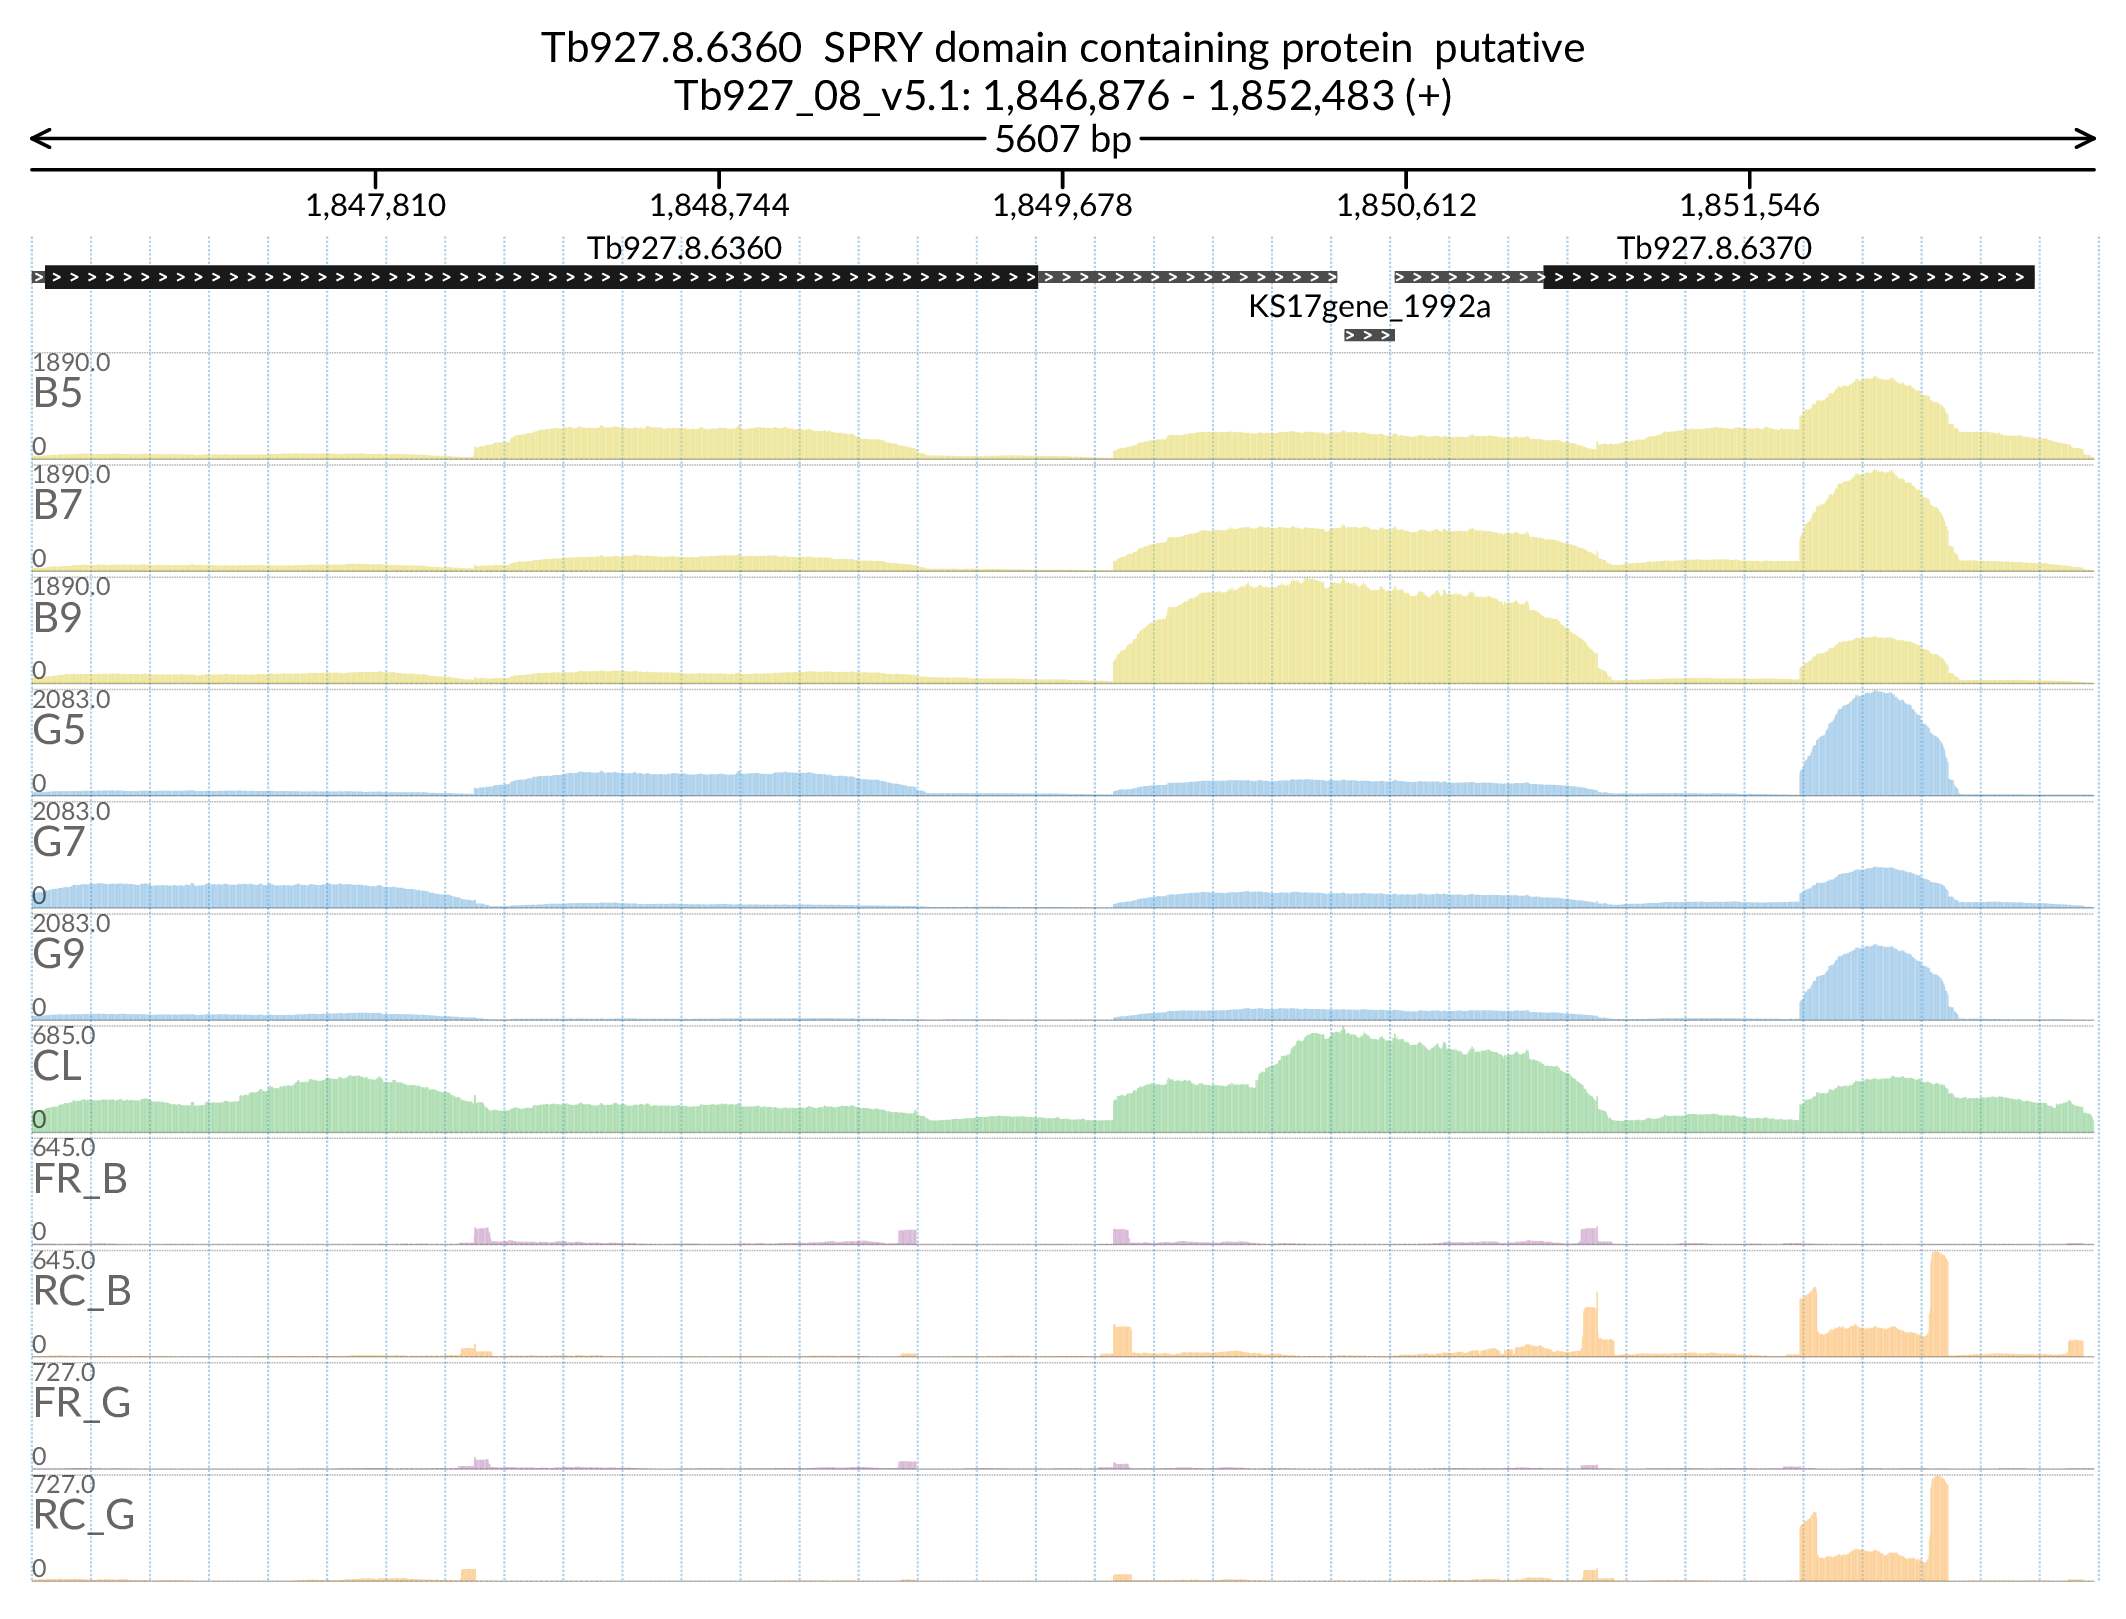 Tb927.8.6360  SPRY domain containing protein  putative
Tb927_08_v5.1: 1,846,876 - 1,852,483 (+)
5607 bp
1,847,810 1,848,744 1,849,678 1,850,612 1,851,546
Tb927.8.6360 Tb927.8.6370
KS17gene_1992a
1890.0
B5
0
1890.0
B7
0
1890.0
B9
0
2083.0
G5
0
2083.0
G7
0
2083.0
G9
0
685.0
CL
0
645.0
FR_B
0
645.0
RC_B
0
727.0
FR_G
0
727.0
RC_G
0